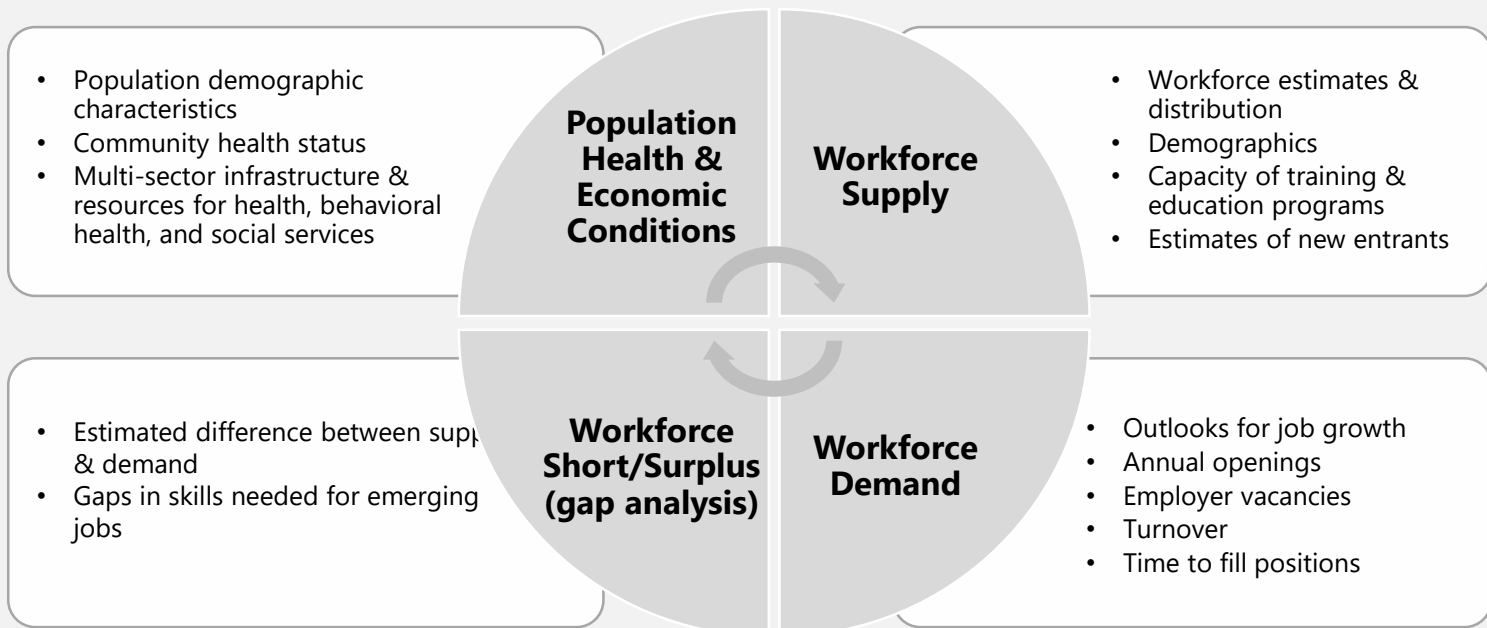 • Population demographic
characteristics
• Community health status
• Multi-sector infrastructure &
resources for health, behavioral
health, and social services
Population
Health &
Economic
Conditions
Workforce
Supply
• Workforce estimates &
distribution
• Demographics
• Capacity of training &
education programs
• Estimates of new entrants
• Estimated difference between
& demand
• Gaps in skills needed for emerging
jobs
Workforce
Short/Surplus
(gap analysis)
Workforce
Demand
• Outlooks for job growth
• Annual openings
• Employer vacancies
• Turnover
• Time to fill positions